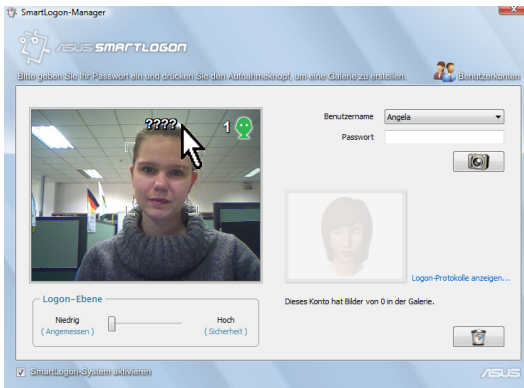 SmartLogon-Manager
ASUS SMARTLOGON
Bitte geben Sie Ihr Passwort ein und drücken Sie den Aufnahmeknopf, um eine Galerie zu erstellen.
Benutzerkonten
????
1
Benutzername
Angela
Passwort
Logon-Protokolle anzeigen...
Dieses Konto hat Bilder von 0 in der Galerie.
Logon-Ebene
Niedrig
Hoch
( Angemessen )
( Sicherheit )
SmartLogon-System aktivieren
ASUS